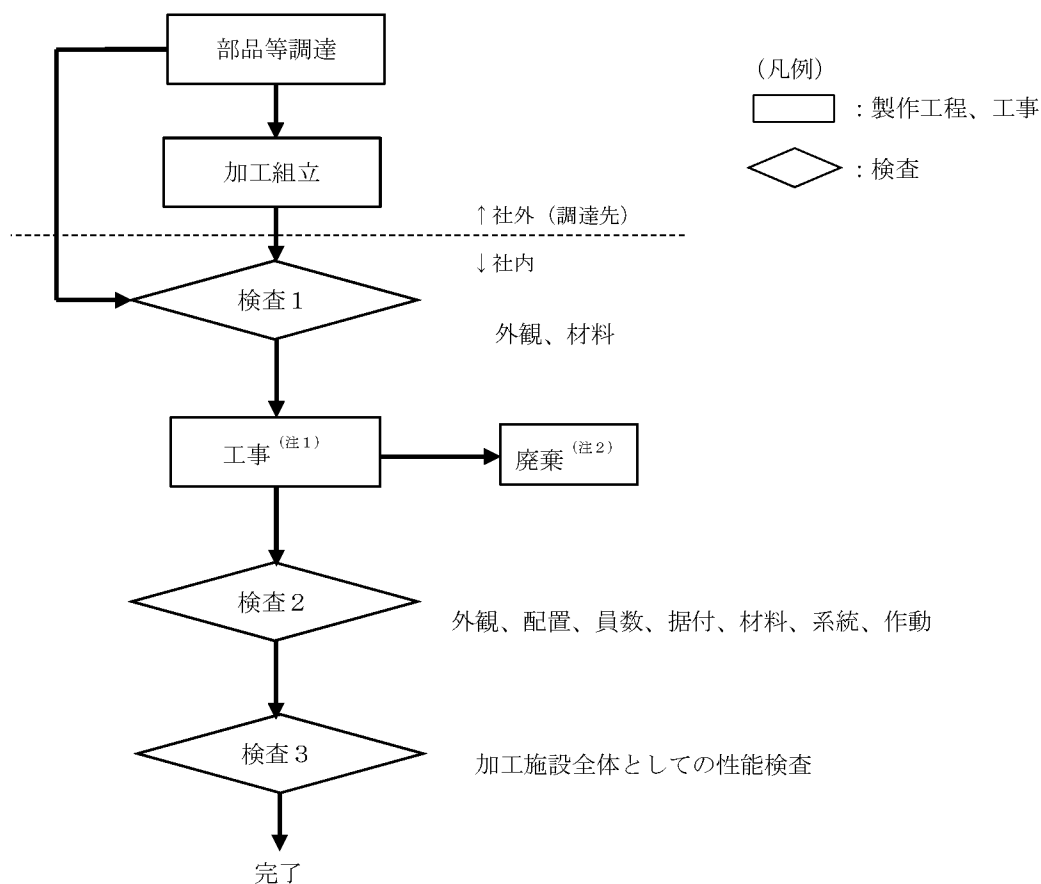 部品等調達
(凡例)
：製作工程、工事
加工組立
：検査
↑社外（調達先）
↓社内
検査１
外観、材料
工事（注１）
廃棄（注２）
検査２
外観、配置、員数、据付、材料、系統、作動
検査３
加工施設全体としての性能検査
完了